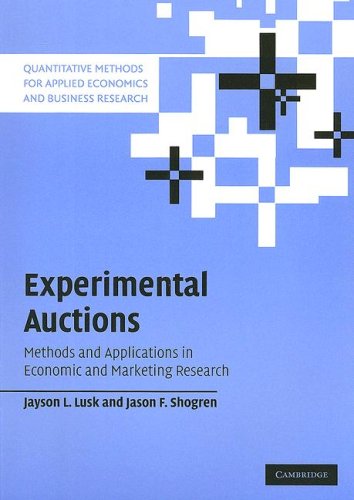 QUANTITATIVE METHODS
FOR APPLIED ECONOMICS
AND BUSINESS RESEARCH
Experimental
Auctions
Methods and Applications in
Economic and Marketing Research
Jayson L. Lusk and Jason F. Shogren
CAMBRIDGE